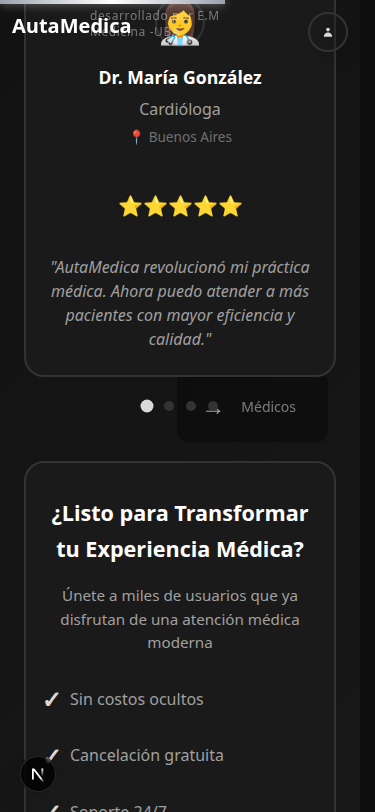 AutaMedica
desarrollado por E.M
Medicina -UBA
Dr. María González
Cardióloga
Buenos Aires
"AutaMedica revolucionó mi práctica
médica. Ahora puedo atender a más
pacientes con mayor eficiencia y
calidad."
→ Médicos
¿Listo para Transformar
tu Experiencia Médica?
Únete a miles de usuarios que ya
disfrutan de una atención médica
moderna
✓ Sin costos ocultos
✓ Cancelación gratuita
✓ Soporte 24/7
N